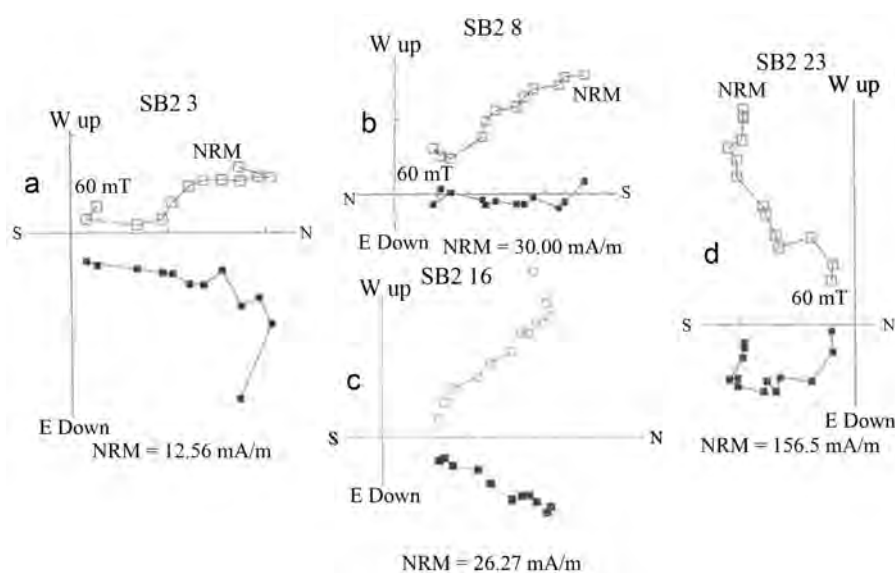 SB2 3
W up
a
NRM
60 mT
S
N
E Down
NRM = 12.56 mA/m
SB2 8
W up
b
NRM
60 mT
N
S
E Down
NRM = 30.00 mA/m
SB2 16
W up
c
S
N
E Down
NRM = 26.27 mA/m
SB2 23
NRM
W up
d
60 mT
S
N
E Down
NRM = 156.5 mA/m